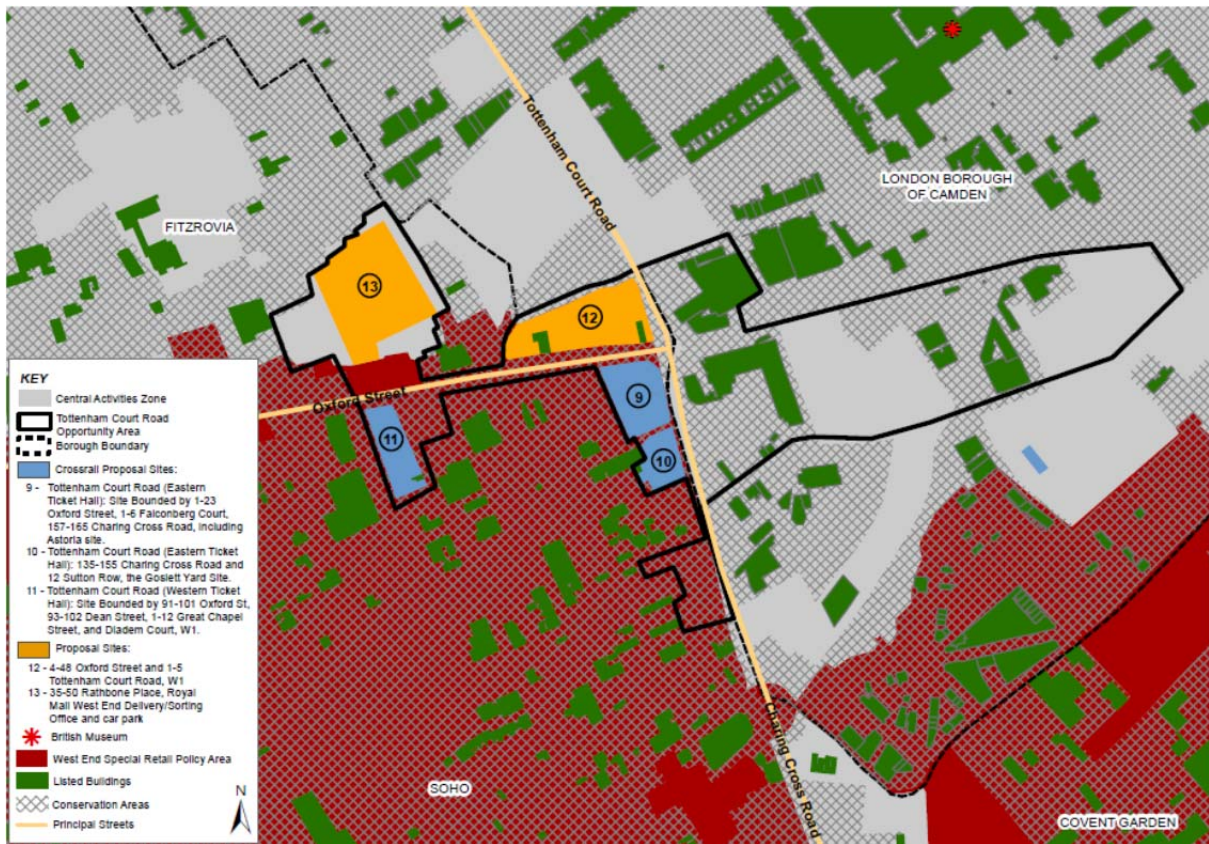 Tottenham Court Road
LONDON BOROUGH
OF CAMDEN
FITZROVIA
13
12
Oxford Street
9
11
10
KEY
Central Activities Zone
Tottenham Court Road
Opportunity Area
Borough Boundary
Crossrail Proposal Sites:
9 - Tottenham Court Road (Eastern
Ticket Hall): Site Bounded by 1-23
Oxford Street, 1-6 Falconberg Court,
157-165 Charing Cross Road, including
Astoria site.
10 - Tottenham Court Road (Eastern Ticket
Hall): 135-155 Charing Cross Road and
12 Sutton Row, the Goslett Yard Site.
11 - Tottenham Court Road (Western Ticket
Hall): Site Bounded by 91-101 Oxford St,
93-102 Dean Street, 1-12 Great Chapel
Street, and Diadem Court, W1.
Proposal Sites:
12 - 4-48 Oxford Street and 1-5
Tottenham Court Road, W1
13 - 35-50 Rathbone Place, Royal
Mail West End Delivery/Sorting
Office and car park
British Museum
West End Special Retail Policy Area
Listed Buildings
Conservation Areas
Principal Streets
N
SOHO
Charing Cross Road
COVENT GARDEN